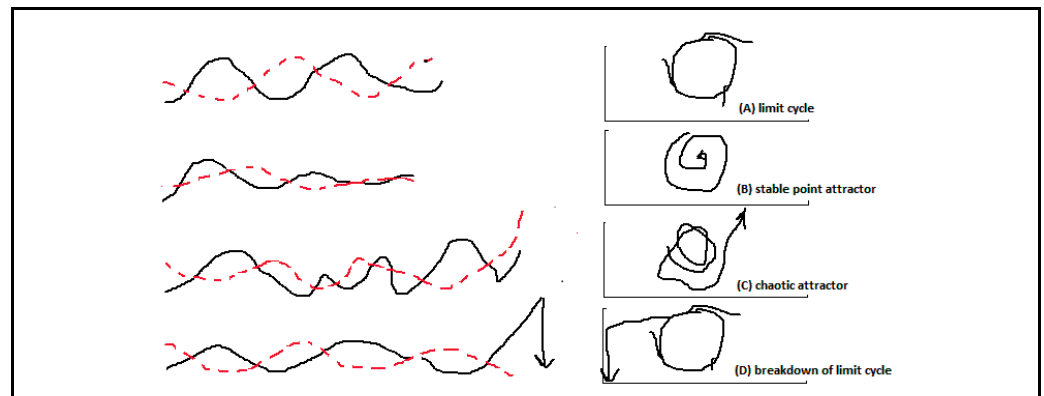 (A) limit cycle
(B) stable point attractor
(C) chaotic attractor
(D) breakdown of limit cycle